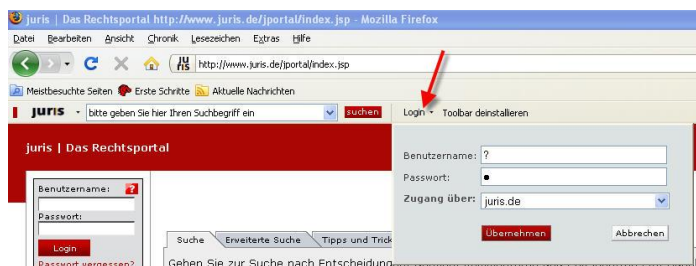 juris | Das Rechtsportal http://www.juris.de/jportal/index.jsp - Mozilla Firefox
Datei Bearbeiten Ansicht Chronik Lesezeichen Extras Hilfe
JU RIS http://www.juris.de/jportal/index.jsp
Meistbesuchte Seiten Erste Schritte Aktuelle Nachrichten
juris bitte geben Sie hier Ihren Suchbegriff ein suchen Login Toolbar deinstallieren
juris | Das Rechtsportal
Benutzername: ?
Passwort: ●
Zugang über: juris.de
Übernehmen Abbrechen
Benutzername: ?
Passwort:
Login
Passwort vergessen?
Suche Erweiterte Suche Tipps und Trick
Geben Sie zur Suche nach Entscheidung